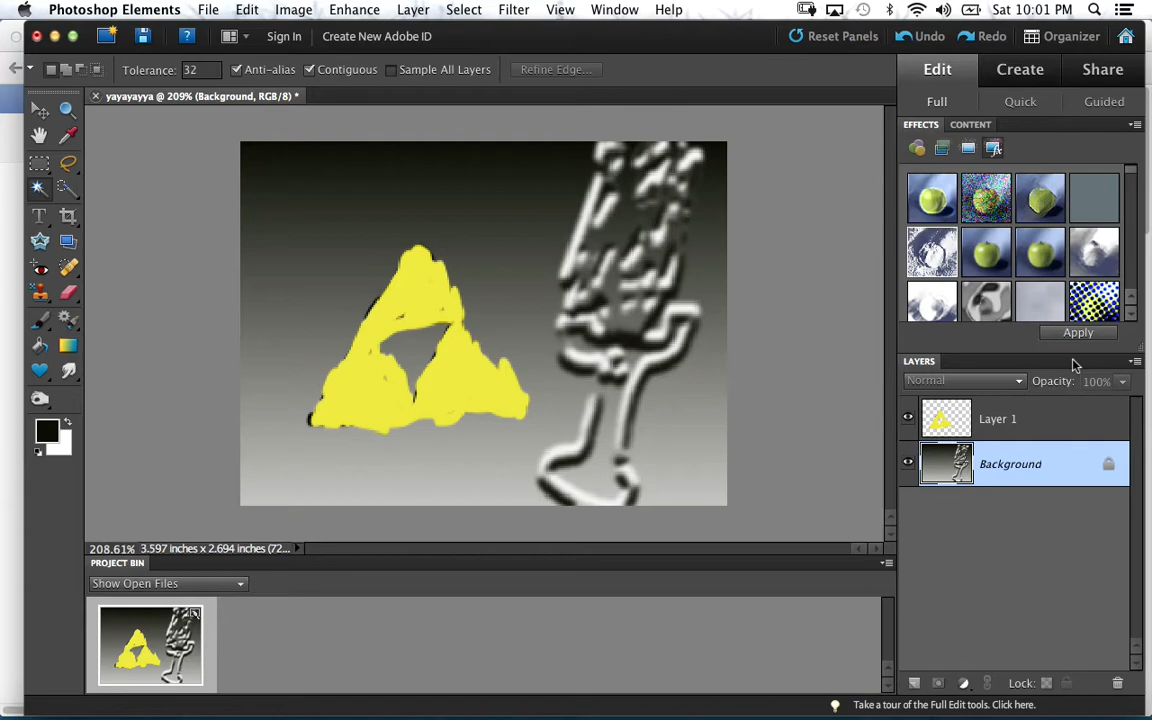 Photoshop Elements File Edit Image Enhance Layer Select Filter View Window Help Sat 10:01 PM
Sign In Create New Adobe ID Reset Panels Undo Redo Organizer
Tolerance: 32 Anti-alias Contiguous Sample All Layers Refine Edge... Edit Create Share
yayayayya @ 209% (Background, RGB/8) * Full Quick Guided
EFFECTS CONTENT
Apply
LAYERS
Normal Opacity: 100%
Layer 1
Background
208.61% 3.597 inches x 2.694 inches (72...
PROJECT BIN
Show Open Files
Lock:
Take a tour of the Full Edit tools. Click here.